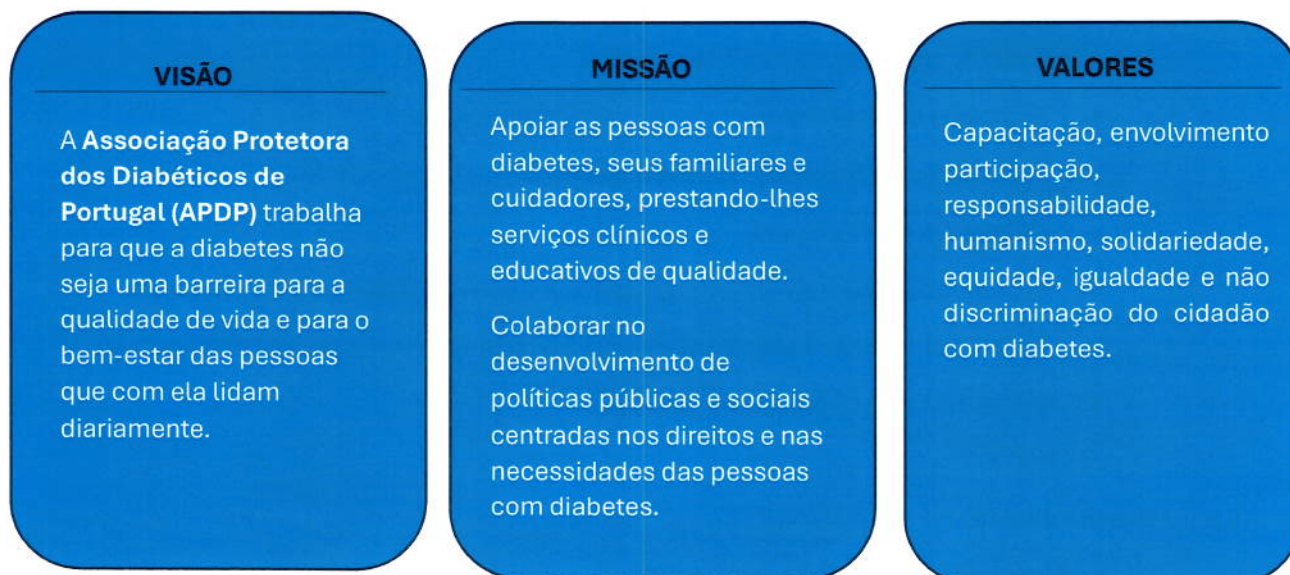 VISÃO
A Associação Protetora
dos Diabéticos de
Portugal (APDP) trabalha
para que a diabetes não
seja uma barreira para a
qualidade de vida e para o
bem-estar das pessoas
que com ela lidam
diariamente.
MISSÃO
Apoiar as pessoas com
diabetes, seus familiares e
cuidadores, prestando-lhes
serviços clínicos e
educativos de qualidade.
Colaborar no
desenvolvimento de
políticas públicas e sociais
centradas nos direitos e nas
necessidades das pessoas
com diabetes.
VALORES
Capacitação, envolvimento
participação,
responsabilidade,
humanismo, solidariedade,
equidade, igualdade e não
discriminação do cidadão
com diabetes.